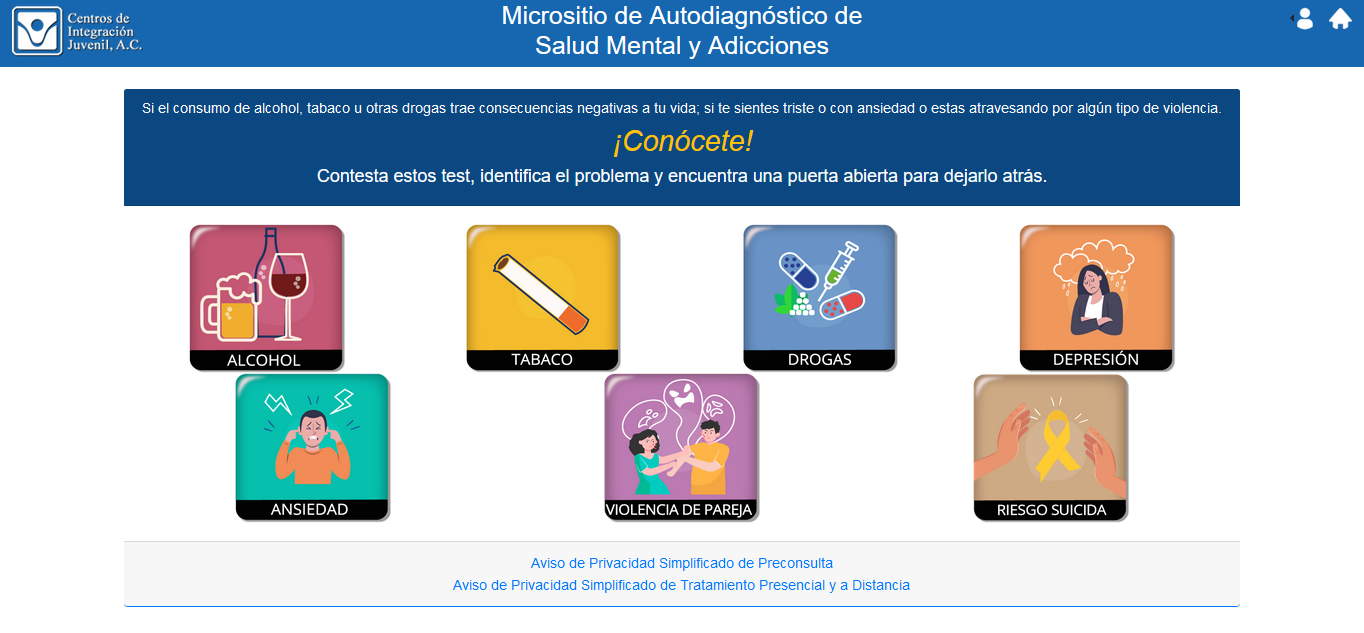 Centros de
Integración
Juvenil, A.C.
Micrositio de Autodiagnóstico de
Salud Mental y Adicciones
Si el consumo de alcohol, tabaco u otras drogas trae consecuencias negativas a tu vida; si te sientes triste o con ansiedad o estas atravesando por algún tipo de violencia.
¡Conócete!
Contesta estos test, identifica el problema y encuentra una puerta abierta para dejarlo atrás.
ALCOHOL
TABACO
DROGAS
DEPRESIÓN
ANSIEDAD
VIOLENCIA DE PAREJA
RIESGO SUICIDA
Aviso de Privacidad Simplificado de Preconsulta
Aviso de Privacidad Simplificado de Tratamiento Presencial y a Distancia